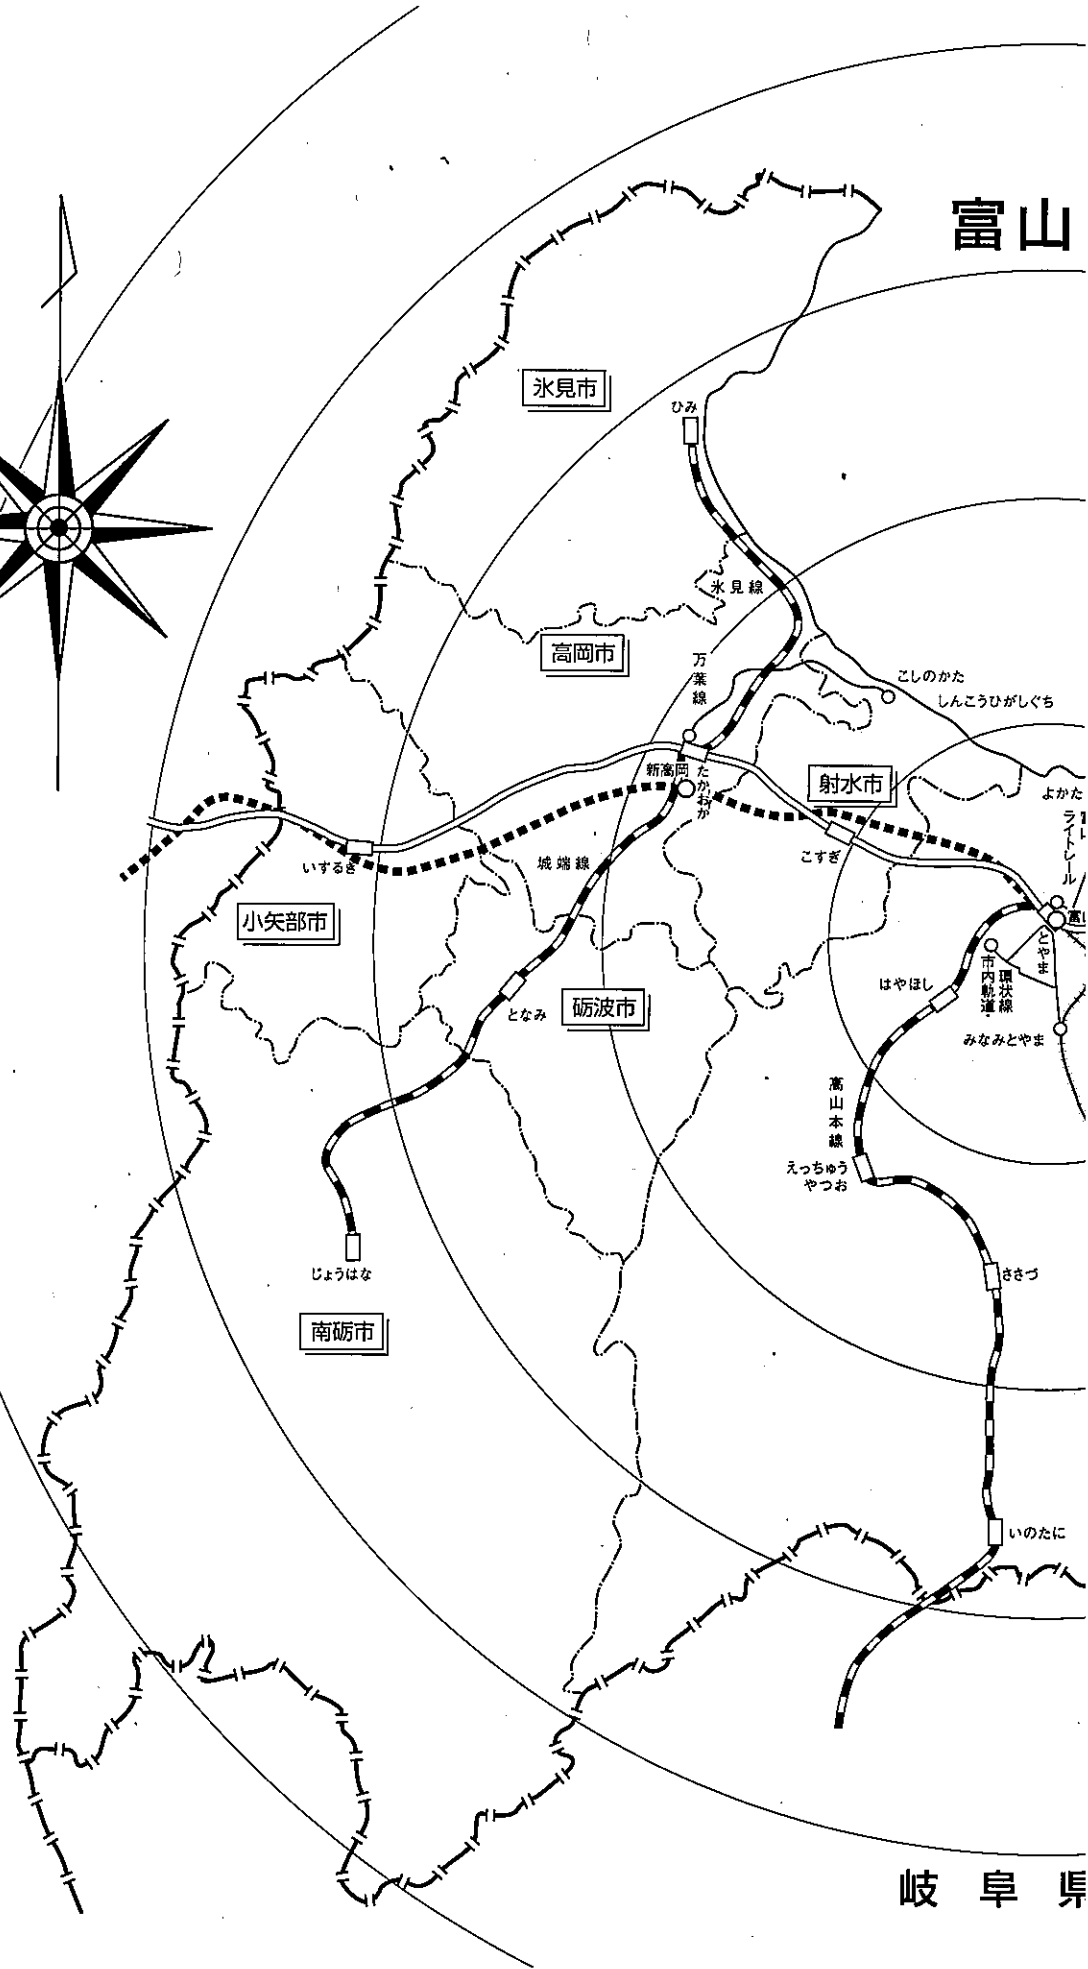 富山
氷見市
ひみ
氷見線
高岡市
万葉線
こしのかた
しんこうひがしぐち
新高岡
たかおか
射水市
よかた
ライトレール
いするぎ
城端線
こすぎ
小矢部市
とやま
はやほし
市内軌道・
環状線
となみ
砺波市
みなみとやま
高山本線
えっちゅう
やつお
じょうはな
ささづ
南砺市
いのたに
岐阜県